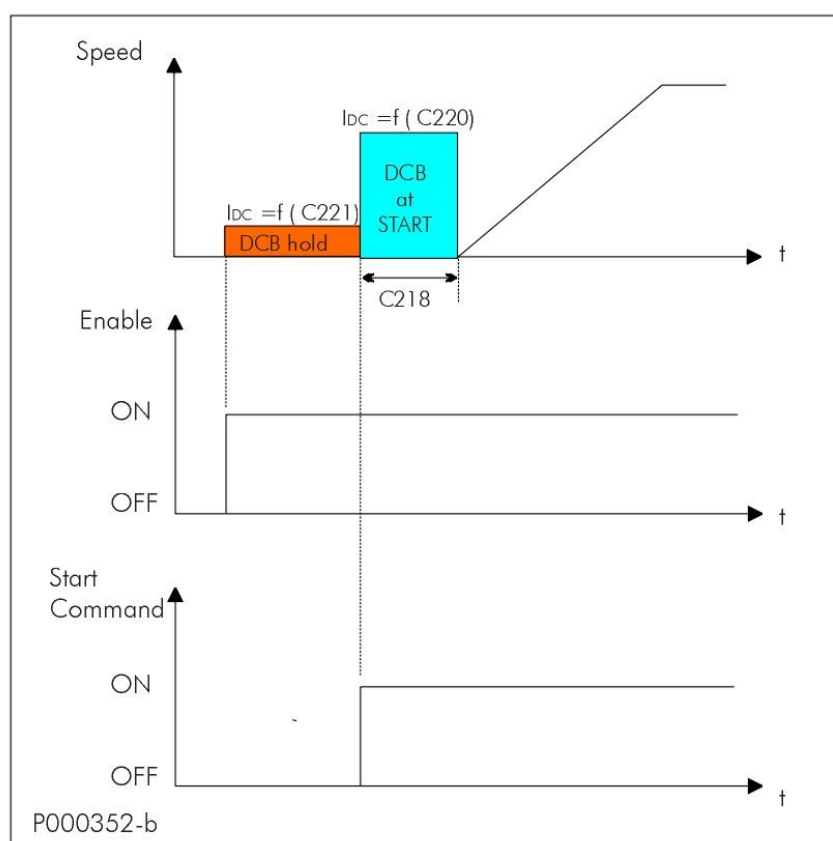 Speed
IDC =f ( C220)
DCB
at
START
IDC =f ( C221)
DCB hold
t
C218
Enable
ON
OFF
t
Start
Command
ON
OFF
t
P000352-b